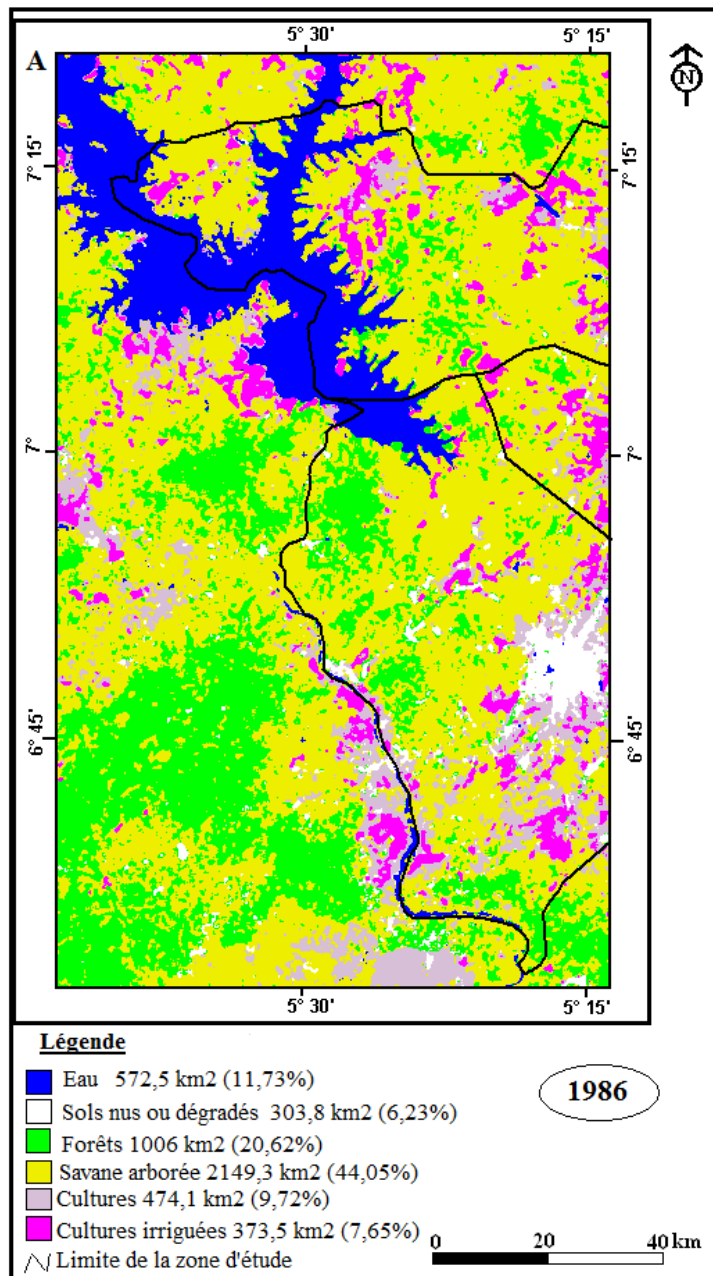 5° 30' 5° 15'
A
N
7° 15' 7° 15'
7° 7°
6° 45' 6° 45'
5° 30' 5° 15'
Légende
Eau 572,5 km2 (11,73%)
Sols nus ou dégradés 303,8 km2 (6,23%)
Forêts 1006 km2 (20,62%)
Savane arborée 2149,3 km2 (44,05%)
Cultures 474,1 km2 (9,72%)
Cultures irriguées 373,5 km2 (7,65%)
Limite de la zone d'étude
1986
0 20 40 km